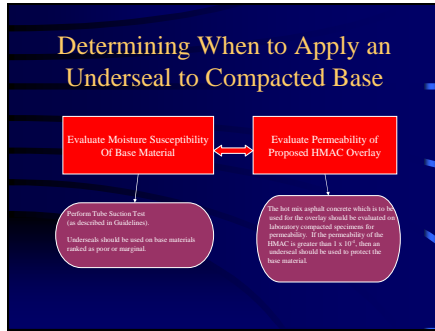 Determining When to Apply an
Underseal to Compacted Base
Evaluate Moisture Susceptibility
Of Base Material
Evaluate Permeability of
Proposed HMAC Overlay
Perform Tube Suction Test
(as described in Guidelines).
Underseals should be used on base materials
ranked as poor or marginal.
The hot mix asphalt concrete which is to be
used for the overlay should be evaluated on
laboratory compacted specimens for
permeability. If the permeability of the
HMAC is greater than 1 x 10⁻⁴, then an
underseal should be used to protect the
base material.